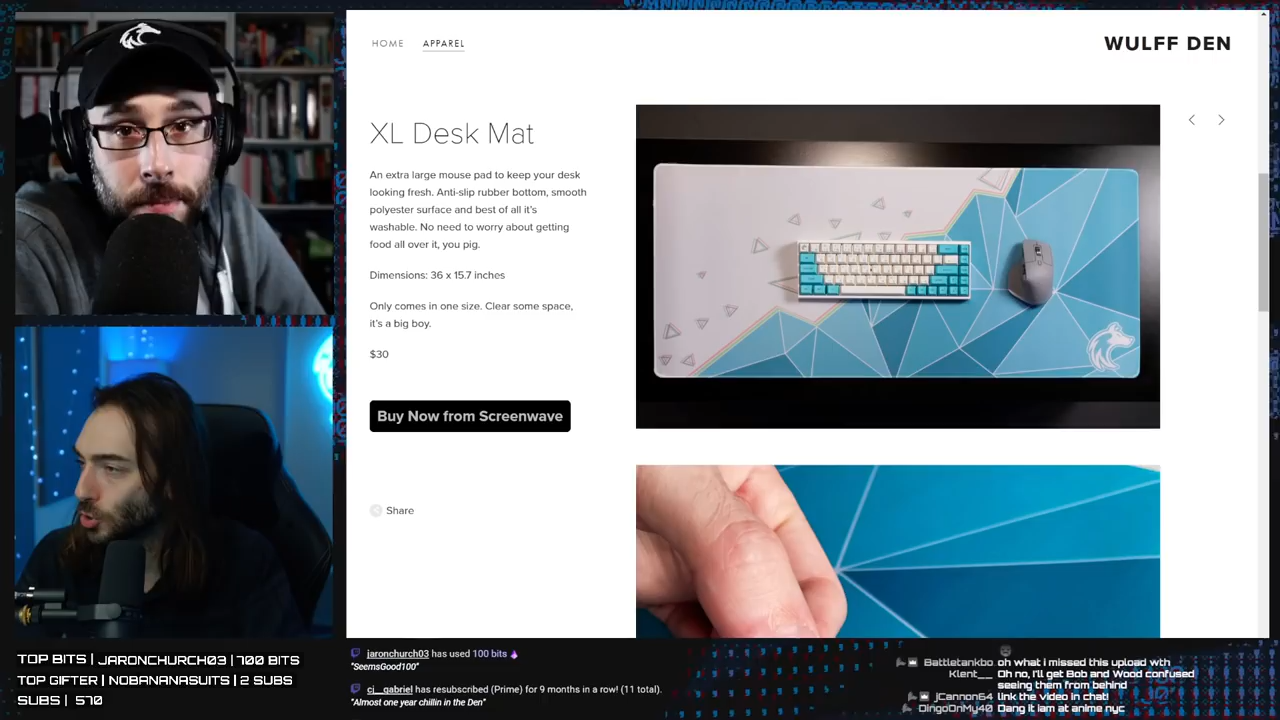 HOME
APPAREL
WULFF DEN
XL Desk Mat
An extra large mouse pad to keep your desk
looking fresh. Anti-slip rubber bottom, smooth
polyester surface and best of all it's
washable. No need to worry about getting
food all over it, you pig.
Dimensions: 36 x 15.7 inches
Only comes in one size. Clear some space,
it's a big boy.
$30
Buy Now from Screenwave
Share
TOP BITS | JARONCHURCH03 | 700 BITS
TOP GIFTER | NOBANANASUITS | 2 SUBS
SUBS | 570
jaronchurch03 has used 100 bits
"SeemsGood100"
cj__gabriel has resubscribed (Prime) for 9 months in a row! (11 total).
"Almost one year chillin in the Den"
Battletankbo oh what i missed this upload wth
Klent__ Oh no, I'll get Bob and Wood confused
seeing them from behind
jCannon64 link the video in chat!
DingoOnMy40 Dang it iam at anime nyc